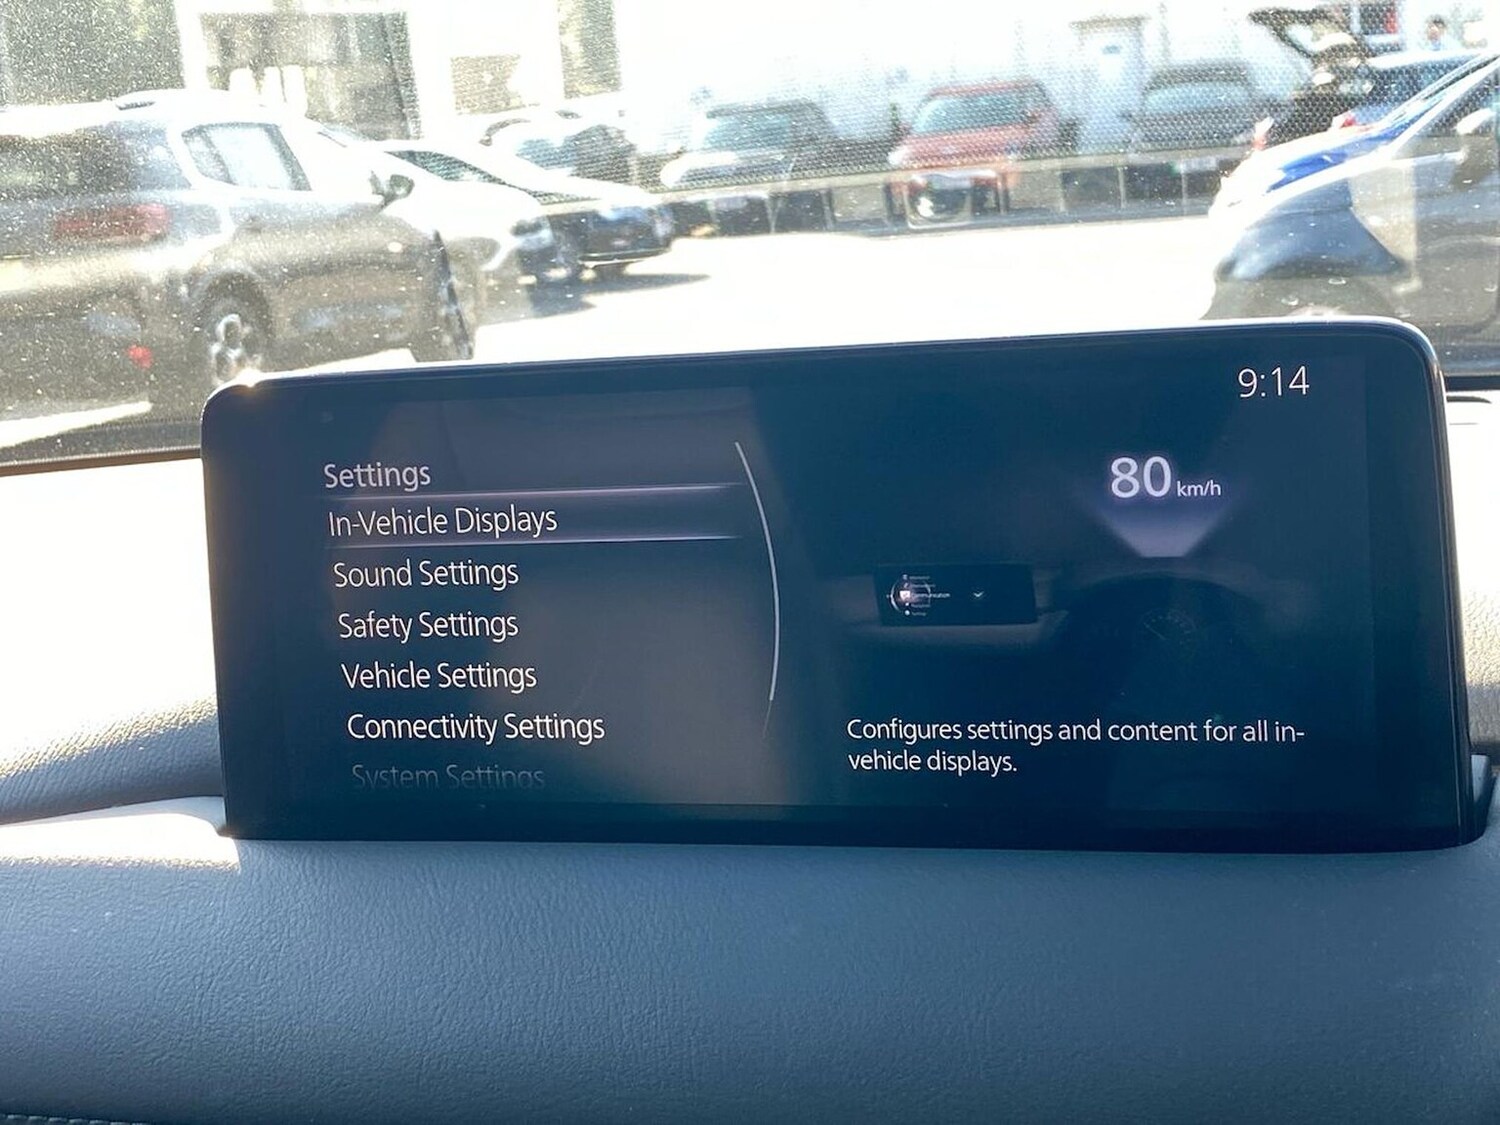 9:14
Settings
In-Vehicle Displays
Sound Settings
Safety Settings
Vehicle Settings
Connectivity Settings
System Settings
80 km/h
Communication
Configures settings and content for all in-
vehicle displays.